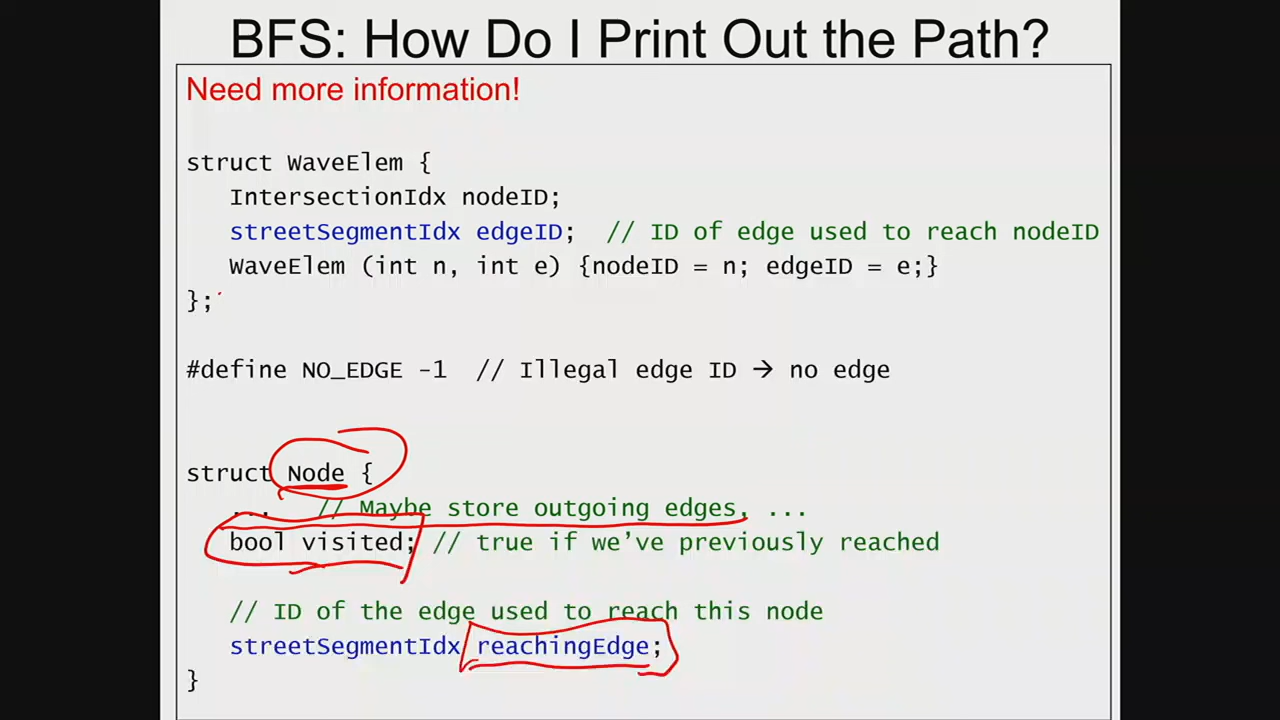 BFS: How Do I Print Out the Path?
Need more information!
struct WaveElem {
IntersectionIdx nodeID;
streetSegmentIdx edgeID; // ID of edge used to reach nodeID
WaveElem (int n, int e) {nodeID = n; edgeID = e;}
};
#define NO_EDGE -1 // Illegal edge ID → no edge
struct Node {
... // Maybe store outgoing edges, ...
bool visited; // true if we’ve previously reached
// ID of the edge used to reach this node
streetSegmentIdx reachingEdge;
}